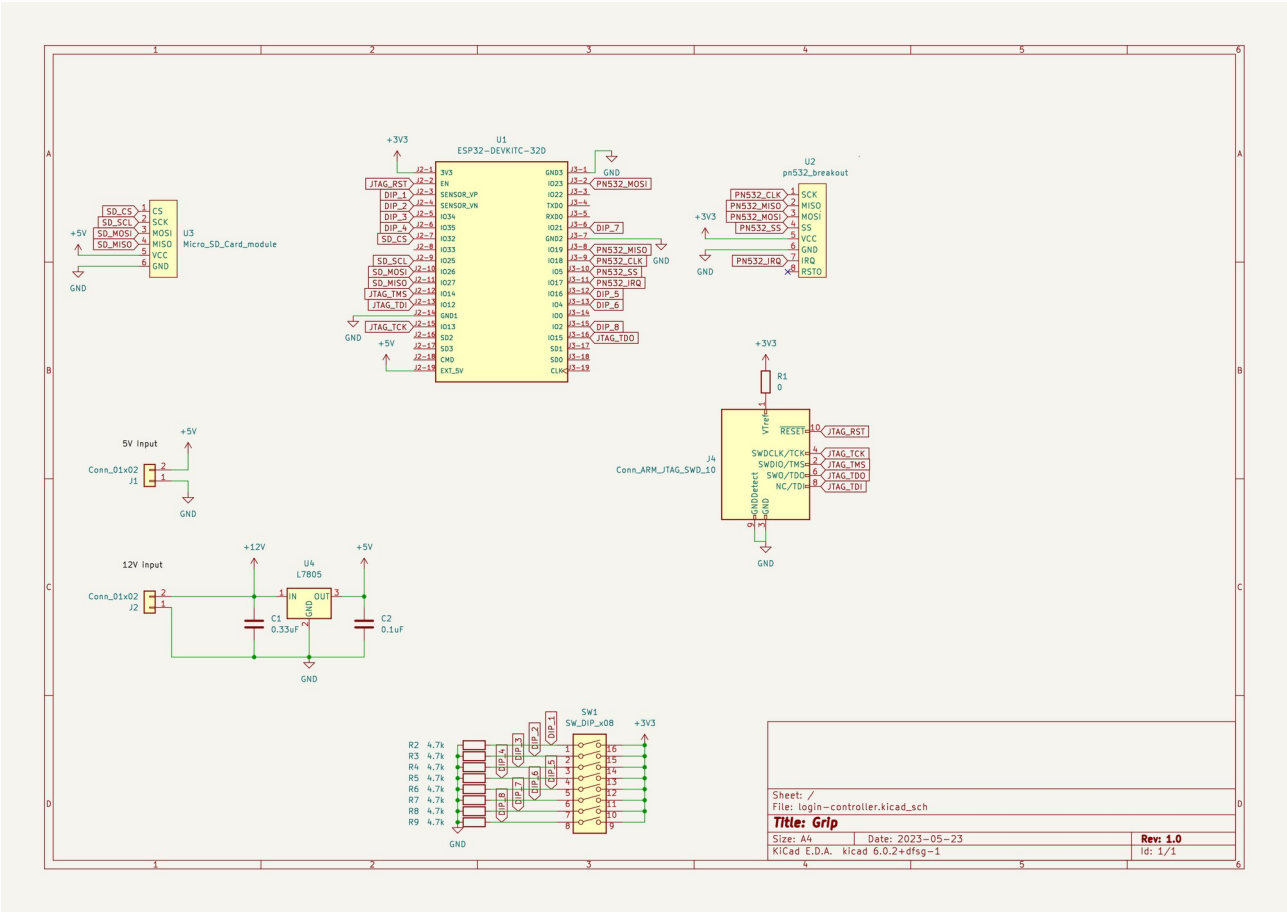 1 2 3 4 5 6
A
B
C
D
U1
ESP32-DEVKITC-32D
+3V3
J2-1 3V3
JTAG_RST J2-2 EN
DIP_1 J2-3 SENSOR_VP
DIP_2 J2-4 SENSOR_VN
DIP_3 J2-5 IO34
DIP_4 J2-6 IO35
SD_CS J2-7 IO32
J2-8 IO33
SD_SCL J2-9 IO25
SD_MOSI J2-10 IO26
SD_MISO J2-11 IO27
JTAG_TMS J2-12 IO14
JTAG_TDI J2-13 IO12
J2-14 GND1
GND
JTAG_TCK J2-15 IO13
J2-16 SD2
J2-17 SD3
+5V
J2-18 CMD
J2-19 EXT_5V
GND3 J3-1
GND
IO23 J3-2 PN532_MOSI
IO22 J3-3
TXD0 J3-4
RXD0 J3-5
IO21 J3-6 DIP_7
GND2 J3-7
GND
IO19 J3-8 PN532_MISO
IO18 J3-9 PN532_CLK
IO5 J3-10 PN532_SS
IO17 J3-11 PN532_IRQ
IO16 J3-12 DIP_5
IO4 J3-13 DIP_6
IO0 J3-14
IO2 J3-15 DIP_8
IO15 J3-16 JTAG_TDO
SD1 J3-17
SD0 J3-18
CLK J3-19
SD_CS 1 CS
SD_SCL 2 SCK
SD_MOSI 3 MOSI
SD_MISO 4 MISO
+5V
5 VCC
6 GND
GND
U3
Micro_SD_Card_module
U2
pn532_breakout
PN532_CLK 1 SCK
PN532_MISO 2 MISO
PN532_MOSI 3 MOSI
PN532_SS 4 SS
+3V3
5 VCC
6 GND
GND
PN532_IRQ 7 IRQ
8 RSTO
+3V3
R1
0
1
VTref
J4
Conn_ARM_JTAG_SWD_10
RESET 10 JTAG_RST
SWDCLK/TCK 4 JTAG_TCK
SWDIO/TMS 2 JTAG_TMS
SWO/TDO 6 JTAG_TDO
NC/TDI 8 JTAG_TDI
GNDDetect
GND
9 3
GND
5V Input
+5V
Conn_01x02 2
J1 1
GND
12V Input
+12V
+5V
U4
L7805
Conn_01x02 2
J2 1
1 IN OUT 3
GND
2
C1
0.33uF
C2
0.1uF
GND
SW1
SW_DIP_x08
+3V3
DIP_1
DIP_2
DIP_3
DIP_4
DIP_5
DIP_6
DIP_7
DIP_8
R2 4.7k 1 16
R3 4.7k 2 15
R4 4.7k 3 14
R5 4.7k 4 13
R6 4.7k 5 12
R7 4.7k 6 11
R8 4.7k 7 10
R9 4.7k 8 9
GND
Sheet: /
File: login-controller.kicad_sch
Title: Grip
Size: A4 Date: 2023-05-23 Rev: 1.0
KiCad E.D.A. kicad 6.0.2+dfsg-1 Id: 1/1
A
B
C
D
1 2 3 4 5 6